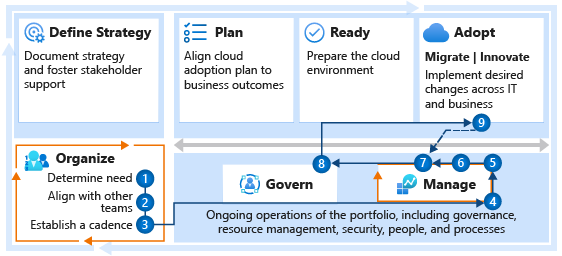 Define Strategy
Document strategy
and foster stakeholder
support
Plan
Align cloud
adoption plan to
business outcomes
Ready
Prepare the cloud
environment
Adopt
Migrate | Innovate
Implement desired
changes across IT
and business
9
Organize
Determine need 1
Align with other
teams 2
Establish a cadence 3
8
7
6
5
Govern
Manage
4
Ongoing operations of the portfolio, including governance,
resource management, security, people, and processes